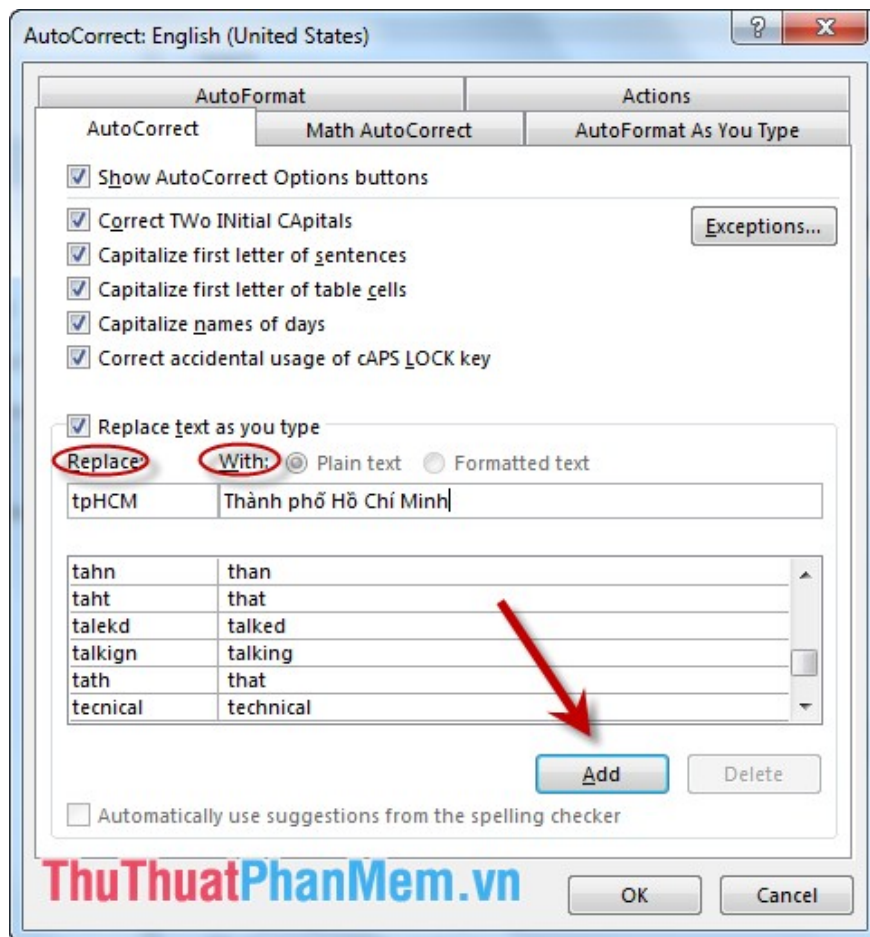 AutoCorrect: English (United States)
AutoFormat Actions
AutoCorrect Math AutoCorrect AutoFormat As You Type
Show AutoCorrect Options buttons
Correct TWo INitial CApitals Exceptions...
Capitalize first letter of sentences
Capitalize first letter of table cells
Capitalize names of days
Correct accidental usage of cAPS LOCK key
Replace text as you type
Replace: With: Plain text Formatted text
tpHCM Thành phố Hồ Chí Minh
tahn than
taht that
talekd talked
talkign talking
tath that
tecnical technical
Add Delete
Automatically use suggestions from the spelling checker
ThuThuatPhanMem.vn OK Cancel